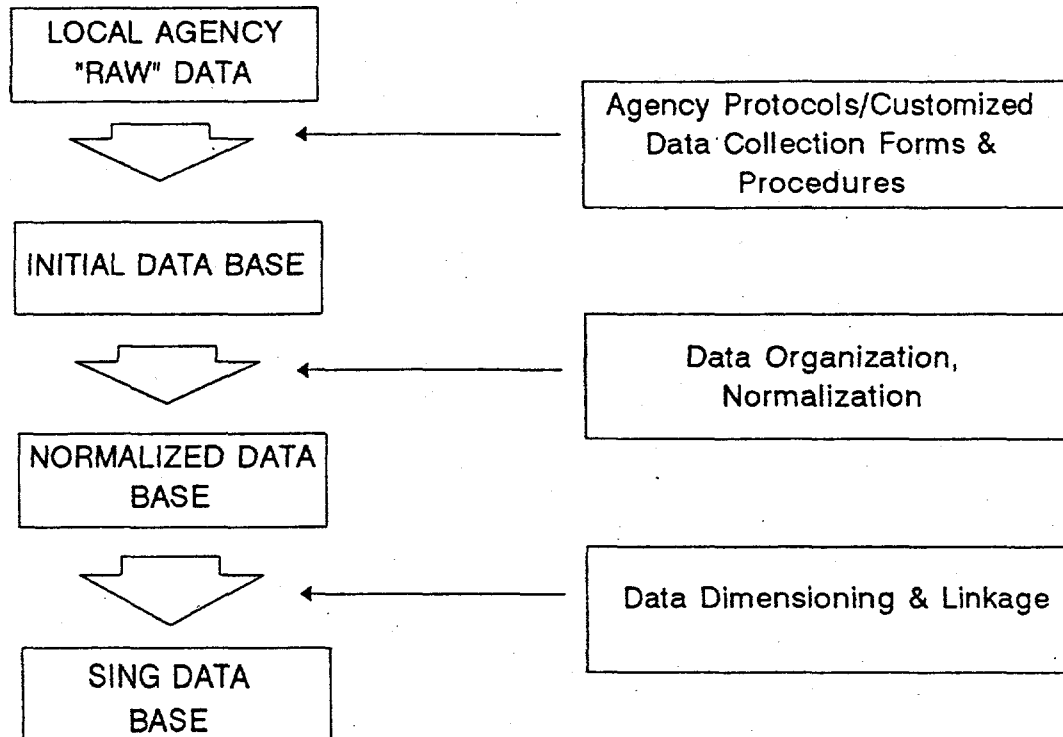 LOCAL AGENCY
"RAW" DATA
Agency Protocols/Customized
Data Collection Forms &
Procedures
INITIAL DATA BASE
Data Organization,
Normalization
NORMALIZED DATA
BASE
Data Dimensioning & Linkage
SING DATA
BASE